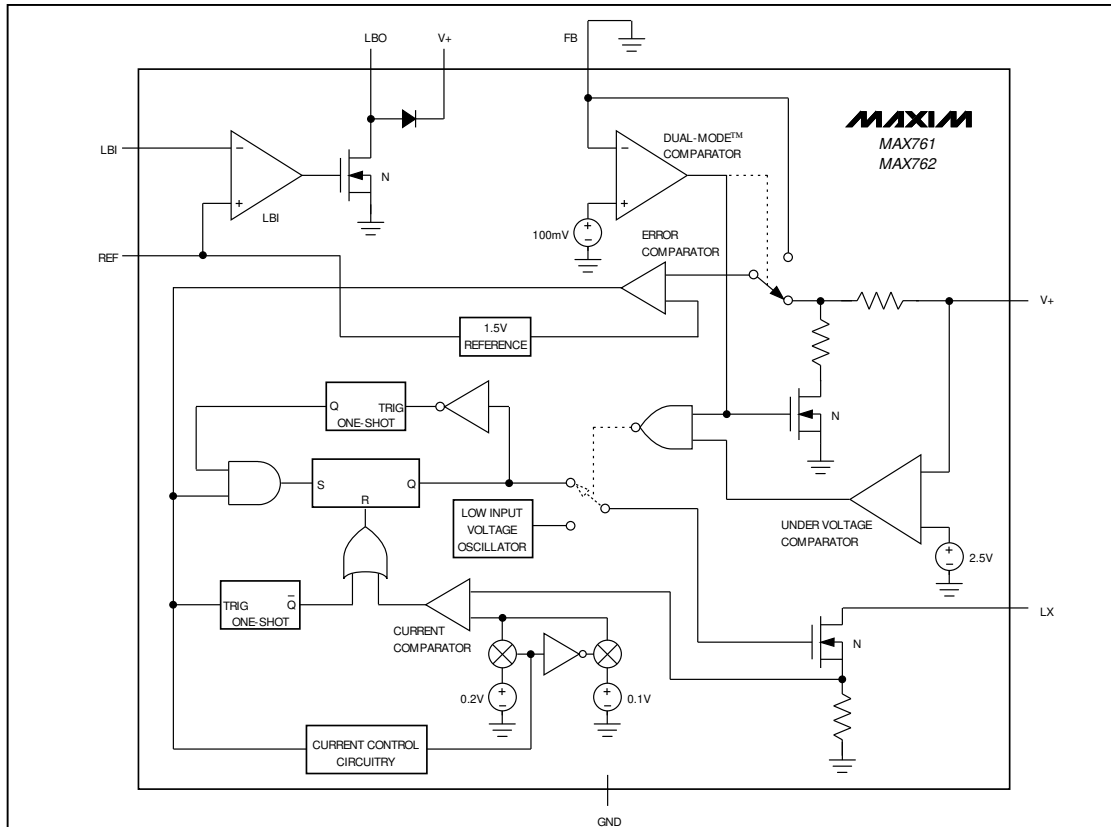 LBO
V+
FB
MAXIM
MAX761
MAX762
LBI
−
+
N
LBI
DUAL-MODE™
COMPARATOR
−
+
100mV
+
−
REF
ERROR
COMPARATOR
1.5V
REFERENCE
V+
Q
TRIG
ONE-SHOT
N
S
Q
R
LOW INPUT
VOLTAGE
OSCILLATOR
UNDER VOLTAGE
COMPARATOR
+
−
2.5V
TRIG
Q̅
ONE-SHOT
CURRENT
COMPARATOR
LX
N
0.2V
+
−
+
−
0.1V
CURRENT CONTROL
CIRCUITRY
GND